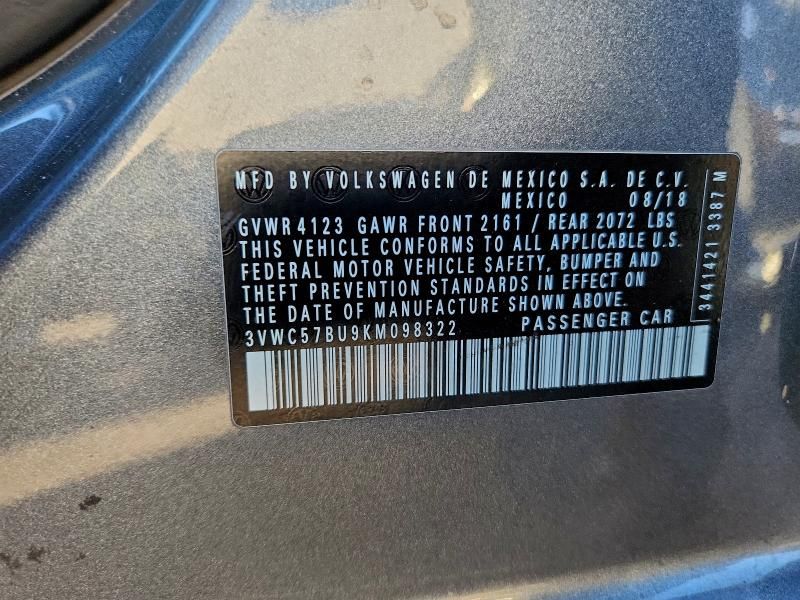 MFD BY VOLKSWAGEN DE MEXICO S.A. DE C.V.
MEXICO 08/18
GVWR 4123 GAWR FRONT 2161 / REAR 2072 LBS
THIS VEHICLE CONFORMS TO ALL APPLICABLE U.S.
FEDERAL MOTOR VEHICLE SAFETY, BUMPER AND
THEFT PREVENTION STANDARDS IN EFFECT ON
THE DATE OF MANUFACTURE SHOWN ABOVE.
3VWC57BU9KM098322 PASSENGER CAR
3441421 3387 M